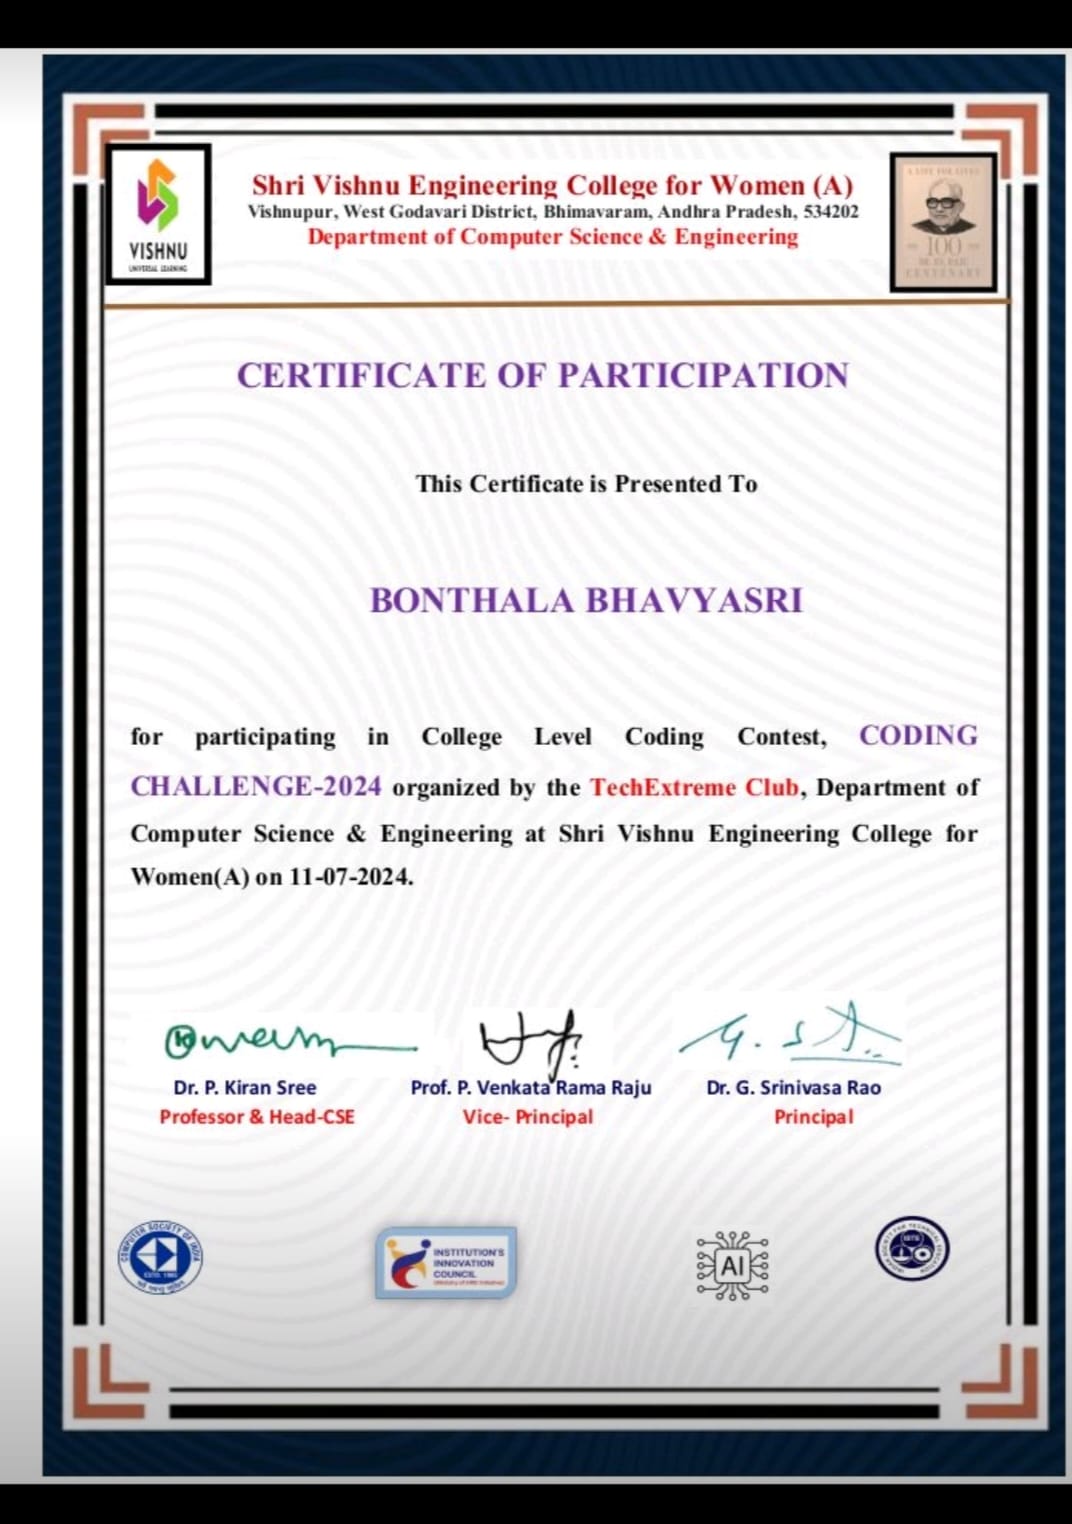 VISHNU
UNIVERSAL LEARNING
Shri Vishnu Engineering College for Women (A)
Vishnupur, West Godavari District, Bhimavaram, Andhra Pradesh, 534202
Department of Computer Science & Engineering
A LIFE FOR LIVES
100
CENTENARY
CERTIFICATE OF PARTICIPATION
This Certificate is Presented To
BONTHALA BHAVYASRI
for participating in College Level Coding Contest, CODING
CHALLENGE-2024 organized by the TechExtreme Club, Department of
Computer Science & Engineering at Shri Vishnu Engineering College for
Women(A) on 11-07-2024.
Dr. P. Kiran Sree
Professor & Head-CSE
Prof. P. Venkata Rama Raju
Vice- Principal
G. S
Dr. G. Srinivasa Rao
Principal
COMPUTER SOCIETY OF INDIA
ESTD. 1965
INSTITUTION'S
INNOVATION
COUNCIL
AI
ISTE